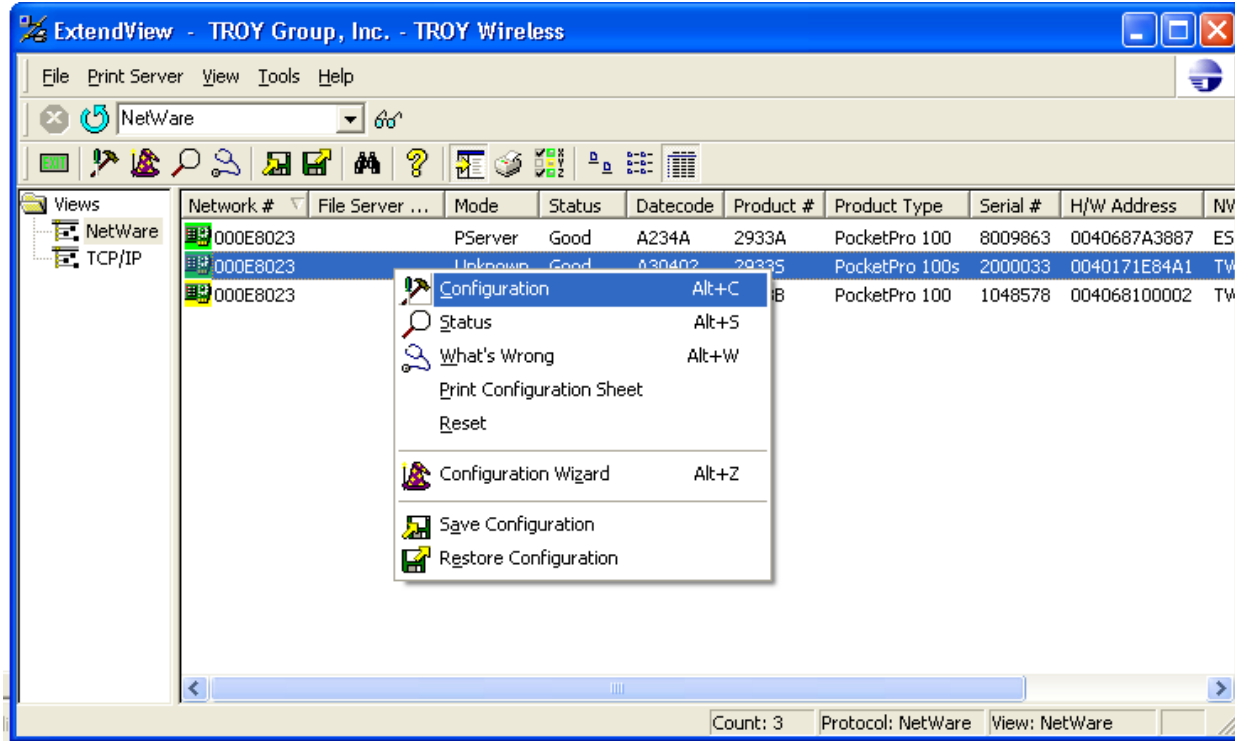 ExtendView - TROY Group, Inc. - TROY Wireless
File Print Server View Tools Help
NetWare
EXIT
Views
NetWare
TCP/IP
Network # File Server ... Mode Status Datecode Product # Product Type Serial # H/W Address NV
000E8023 PServer Good A234A 2933A PocketPro 100 8009863 0040687A3887 ES
000E8023 Unknown Good A30402 2933S PocketPro 100s 2000033 0040171E84A1 TW
000E8023 B PocketPro 100 1048578 004068100002 TW
Configuration Alt+C
Status Alt+S
What's Wrong Alt+W
Print Configuration Sheet
Reset
Configuration Wizard Alt+Z
Save Configuration
Restore Configuration
Count: 3 Protocol: NetWare View: NetWare